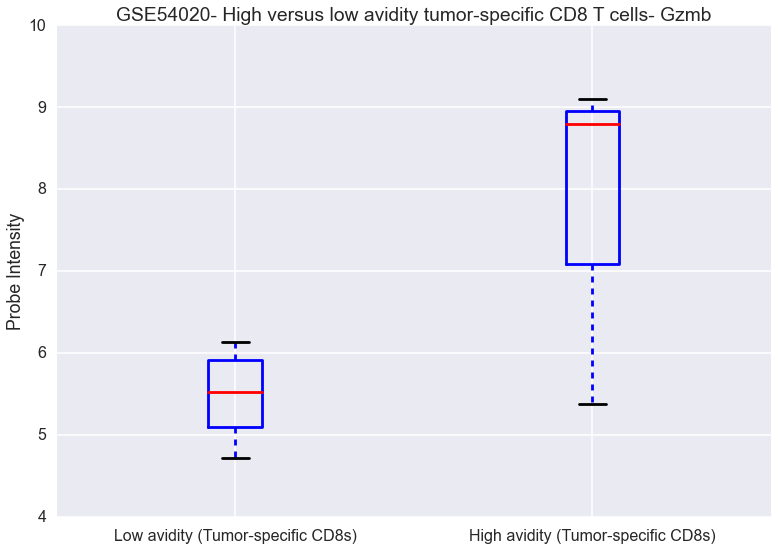 GSE54020- High versus low avidity tumor-specific CD8 T cells- Gzmb
10
9
8
7
6
5
4
Probe Intensity
Low avidity (Tumor-specific CD8s)
High avidity (Tumor-specific CD8s)